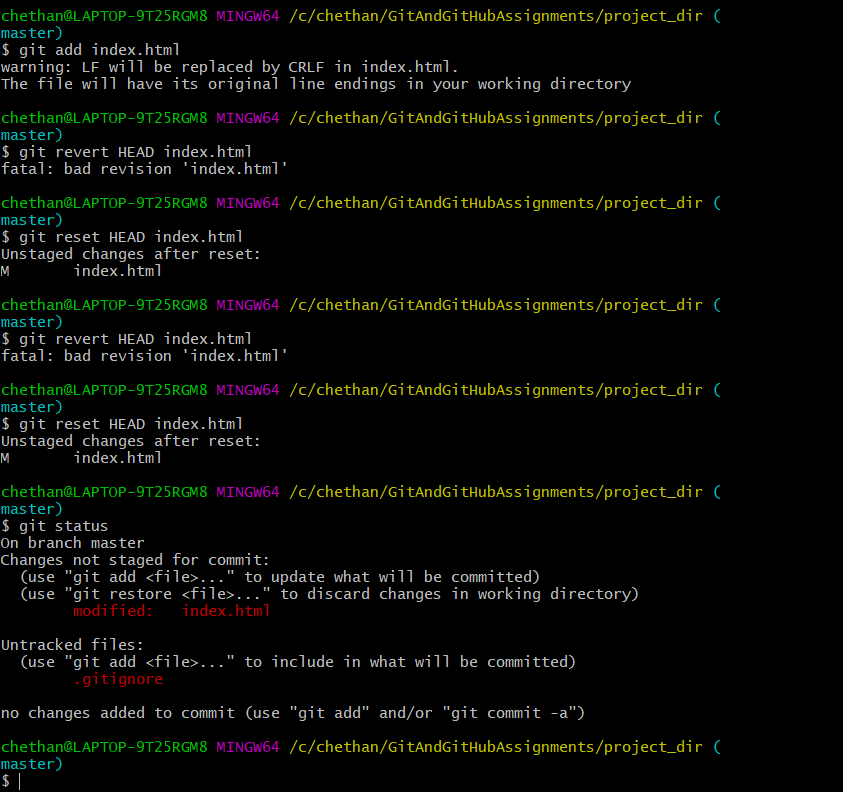 chethan@LAPTOP-9T25RGM8 MINGW64 /c/chethan/GitAndGitHubAssignments/project_dir (
master)
$ git add index.html
warning: LF will be replaced by CRLF in index.html.
The file will have its original line endings in your working directory

chethan@LAPTOP-9T25RGM8 MINGW64 /c/chethan/GitAndGitHubAssignments/project_dir (
master)
$ git revert HEAD index.html
fatal: bad revision 'index.html'

chethan@LAPTOP-9T25RGM8 MINGW64 /c/chethan/GitAndGitHubAssignments/project_dir (
master)
$ git reset HEAD index.html
Unstaged changes after reset:
M       index.html

chethan@LAPTOP-9T25RGM8 MINGW64 /c/chethan/GitAndGitHubAssignments/project_dir (
master)
$ git revert HEAD index.html
fatal: bad revision 'index.html'

chethan@LAPTOP-9T25RGM8 MINGW64 /c/chethan/GitAndGitHubAssignments/project_dir (
master)
$ git reset HEAD index.html
Unstaged changes after reset:
M       index.html

chethan@LAPTOP-9T25RGM8 MINGW64 /c/chethan/GitAndGitHubAssignments/project_dir (
master)
$ git status
On branch master
Changes not staged for commit:
  (use "git add <file>..." to update what will be committed)
  (use "git restore <file>..." to discard changes in working directory)
        modified:   index.html

Untracked files:
  (use "git add <file>..." to include in what will be committed)
        .gitignore

no changes added to commit (use "git add" and/or "git commit -a")

chethan@LAPTOP-9T25RGM8 MINGW64 /c/chethan/GitAndGitHubAssignments/project_dir (
master)
$